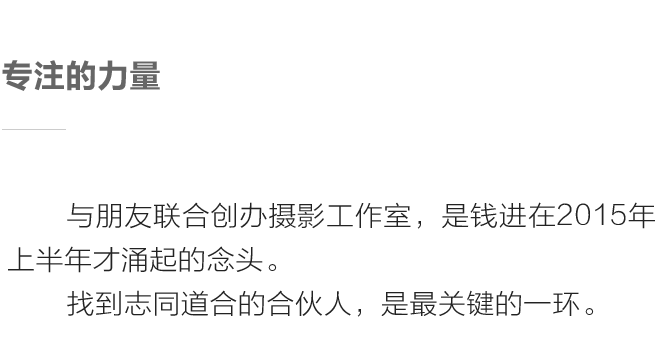 专注的力量
与朋友联合创办摄影工作室，是钱进在2015年
上半年才涌起的念头。
找到志同道合的合伙人，是最关键的一环。